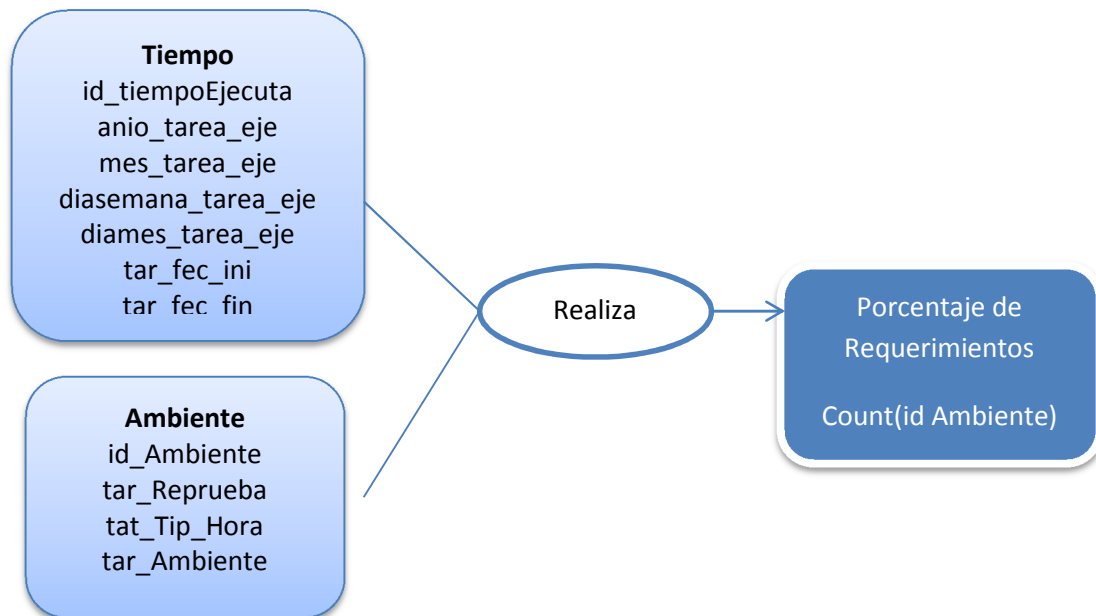 Tiempo
id_tiempoEjecuta
anio_tarea_eje
mes_tarea_eje
diasemana_tarea_eje
diames_tarea_eje
tar_fec_ini
tar_fec_fin
Ambiente
id_Ambiente
tar_Reprueba
tat_Tip_Hora
tar_Ambiente
Realiza
Porcentaje de
Requerimientos
Count(id Ambiente)